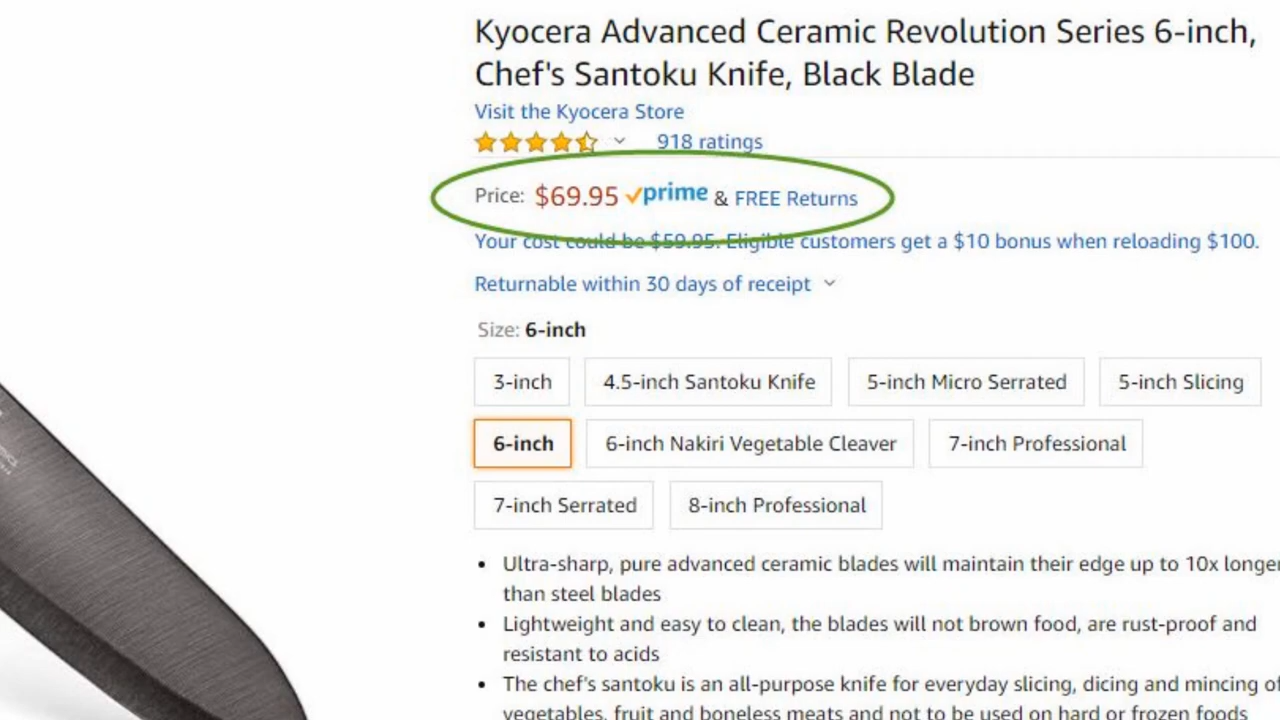 Kyocera Advanced Ceramic Revolution Series 6-inch,
Chef's Santoku Knife, Black Blade
Visit the Kyocera Store
918 ratings
Price: $69.95 prime & FREE Returns
Your cost could be $59.95. Eligible customers get a $10 bonus when reloading $100.
Returnable within 30 days of receipt
Size: 6-inch
3-inch 4.5-inch Santoku Knife 5-inch Micro Serrated 5-inch Slicing
6-inch 6-inch Nakiri Vegetable Cleaver 7-inch Professional
7-inch Serrated 8-inch Professional
• Ultra-sharp, pure advanced ceramic blades will maintain their edge up to 10x longer
than steel blades
• Lightweight and easy to clean, the blades will not brown food, are rust-proof and
resistant to acids
• The chef's santoku is an all-purpose knife for everyday slicing, dicing and mincing of
vegetables, fruit and boneless meats and not to be used on hard or frozen foods